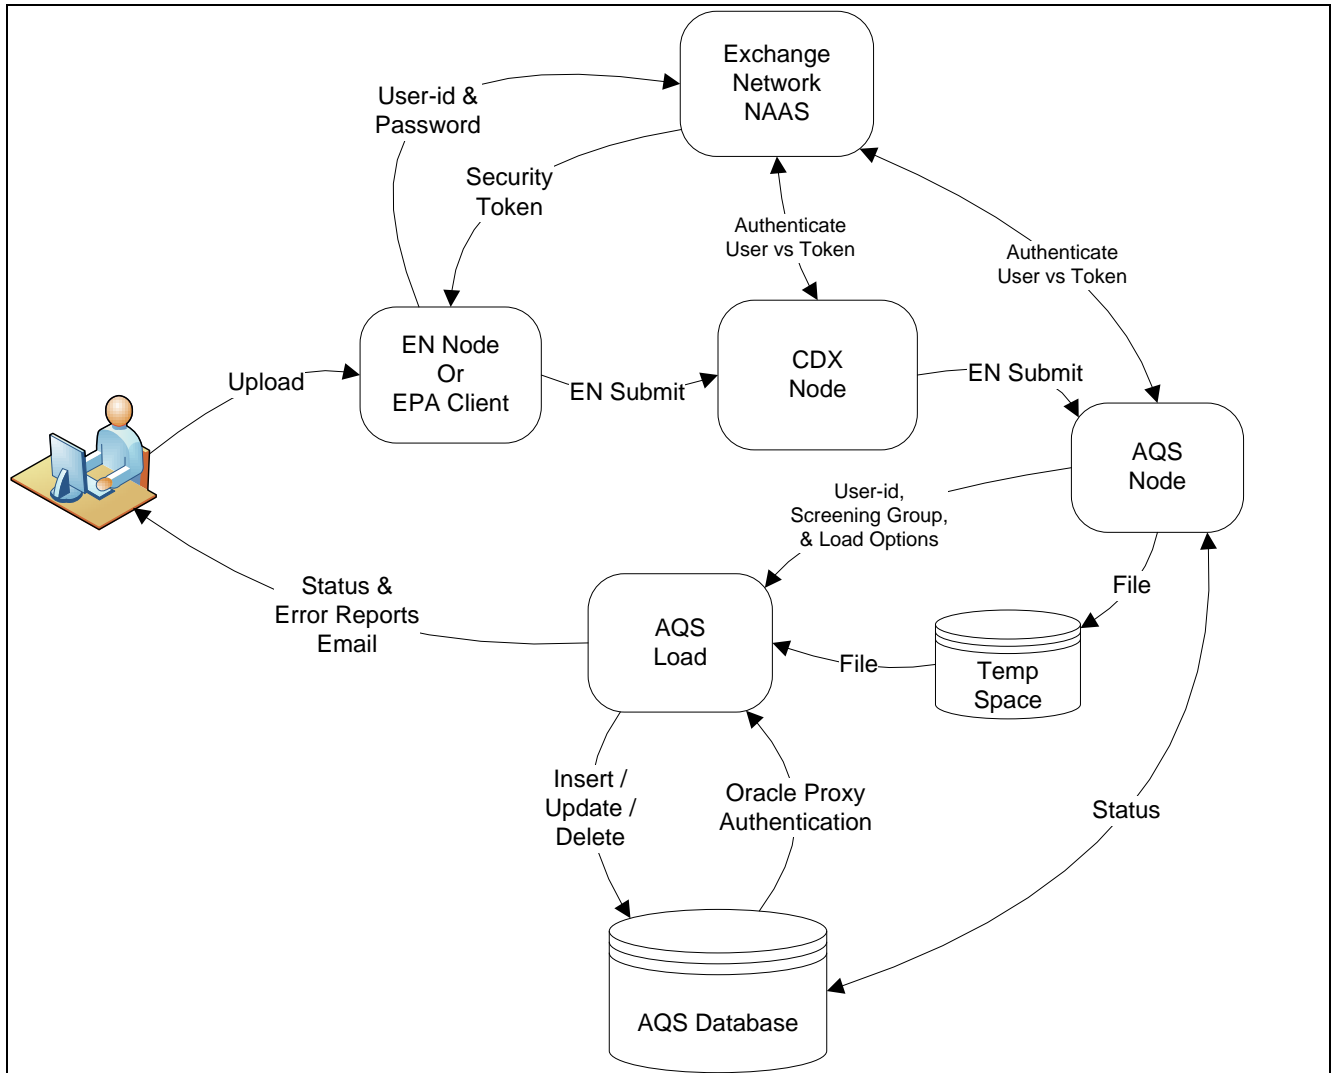 Exchange
Network
NAAS
User-id &
Password
Security
Token
Authenticate
User vs Token
Authenticate
User vs Token
EN Node
Or
EPA Client
CDX
Node
Upload
EN Submit
EN Submit
AQS
Node
User-id,
Screening Group,
& Load Options
File
Status &
Error Reports
Email
AQS
Load
File
Temp
Space
Insert /
Update /
Delete
Oracle Proxy
Authentication
Status
AQS Database